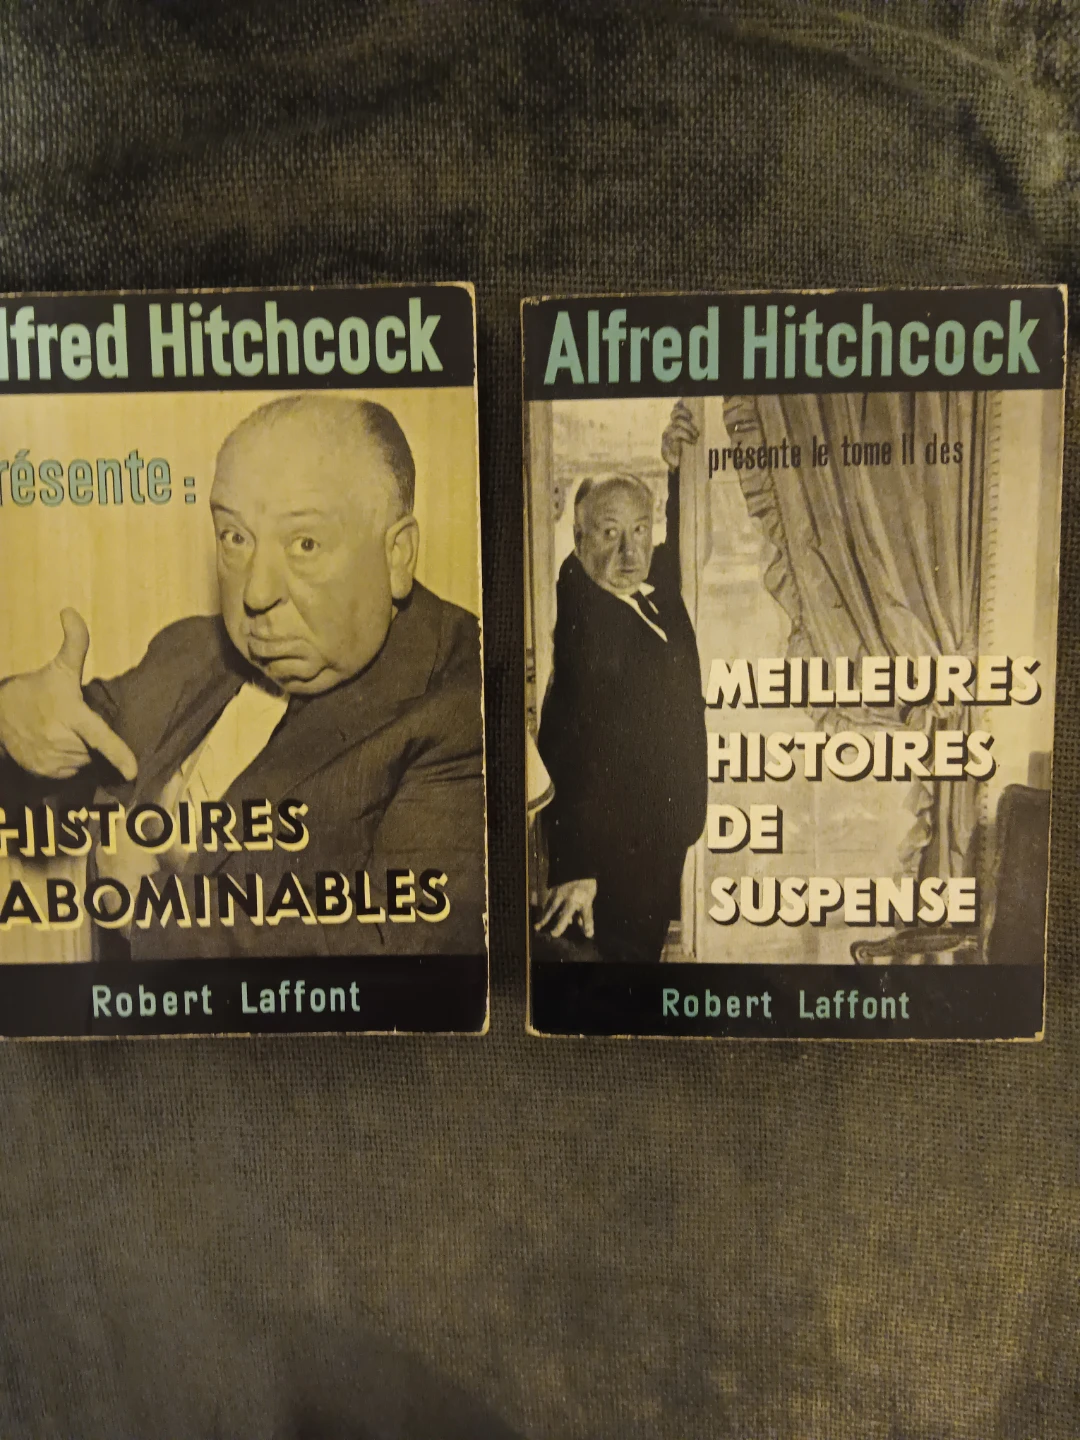 lfred Hitchcock
résente :
HISTOIRES
ABOMINABLES
Robert Laffont
Alfred Hitchcock
présente le tome II des
MEILLEURES
HISTOIRES
DE
SUSPENSE
Robert Laffont